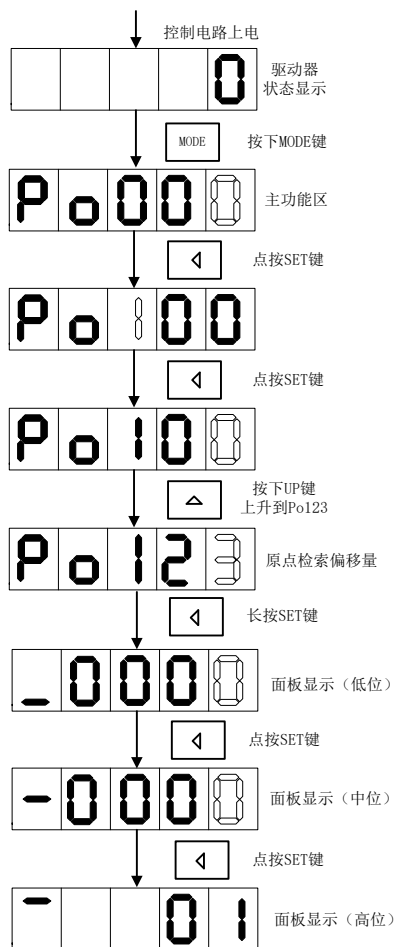 控制电路上电
0
驱动器
状态显示
MODE
按下MODE键
Po000
主功能区
点按SET键
Po100
点按SET键
Po100
按下UP键
上升到Po123
Po123
原点检索偏移量
长按SET键
_0000
面板显示（低位）
点按SET键
-0000
面板显示（中位）
点按SET键
‾ 01
面板显示（高位）